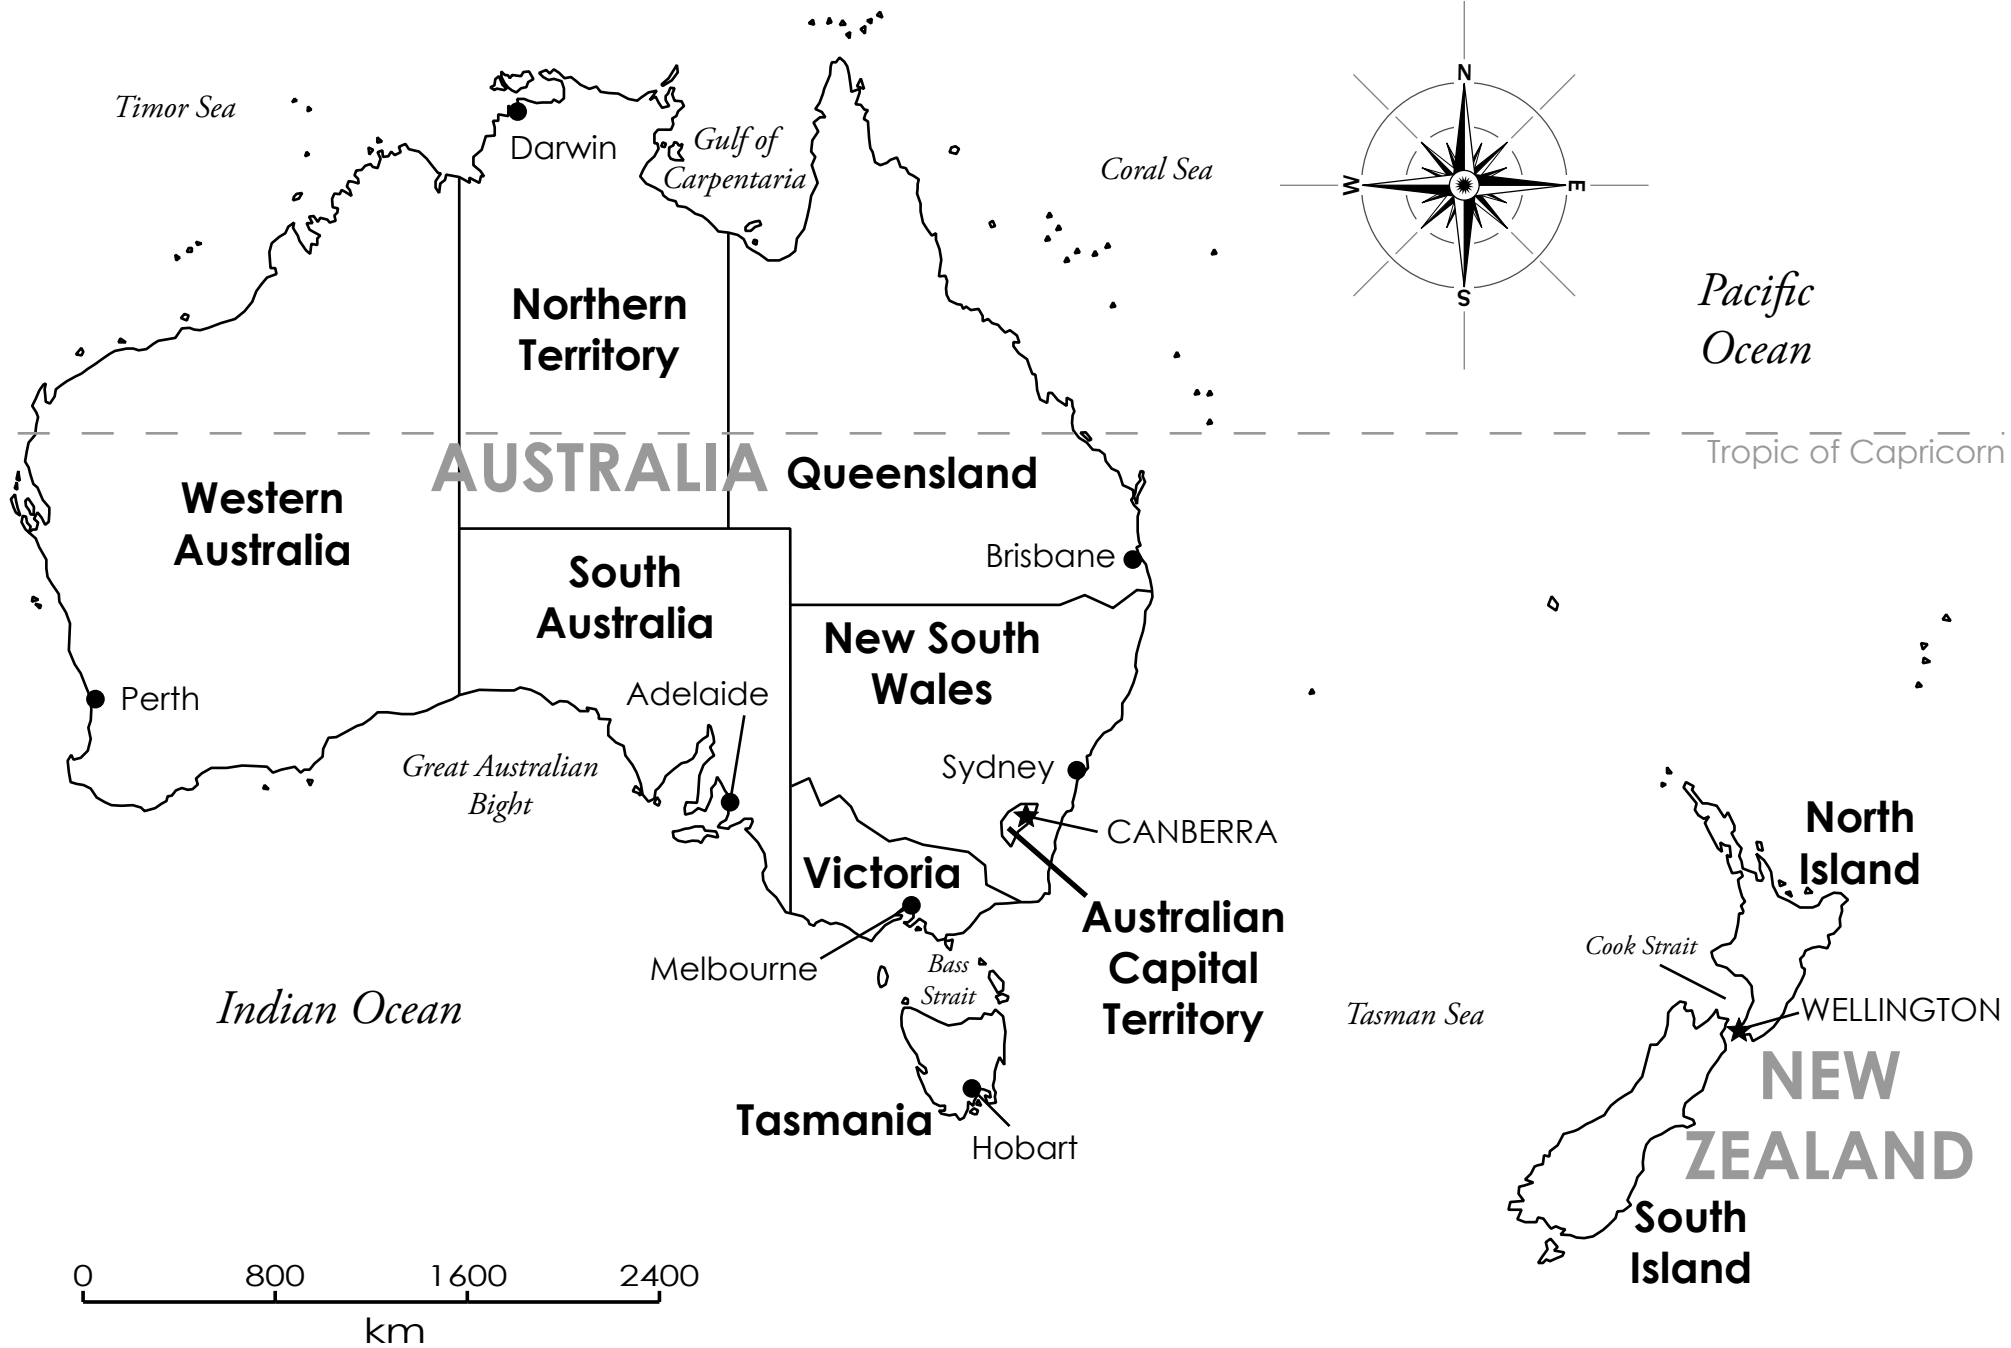 Timor Sea
Darwin
Gulf of
Carpentaria
Coral Sea
N
W
E
S
Pacific
Ocean
Northern
Territory
Tropic of Capricorn
AUSTRALIA
Queensland
Western
Australia
South
Australia
Brisbane
New South
Wales
Perth
Adelaide
Great Australian
Bight
Sydney
CANBERRA
Victoria
Australian
Capital
Territory
Melbourne
Bass
Strait
Indian Ocean
Tasman Sea
Tasmania
Hobart
North
Island
Cook Strait
WELLINGTON
NEW
ZEALAND
South
Island
0 800 1600 2400
km